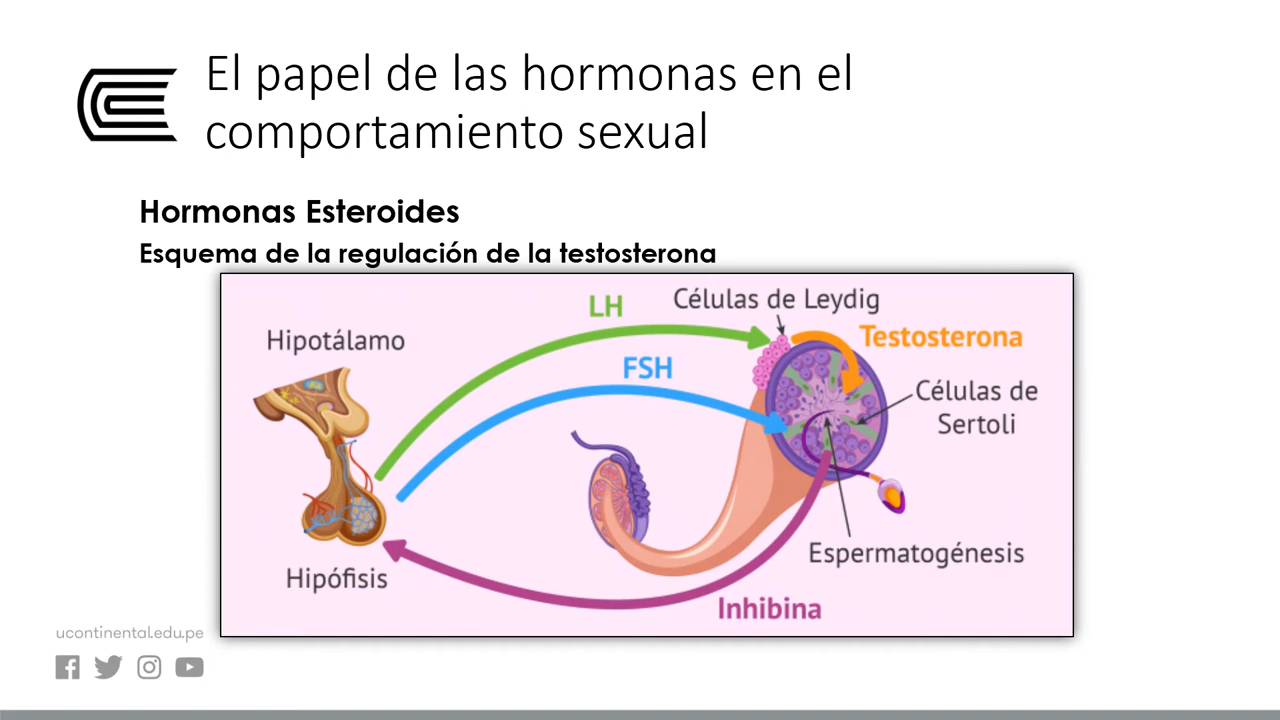 El papel de las hormonas en el
comportamiento sexual
Hormonas Esteroides
Esquema de la regulación de la testosterona
LH
Células de Leydig
Testosterona
Hipotálamo
FSH
Células de
Sertoli
Espermatogénesis
Hipófisis
Inhibina
ucontinental.edu.pe